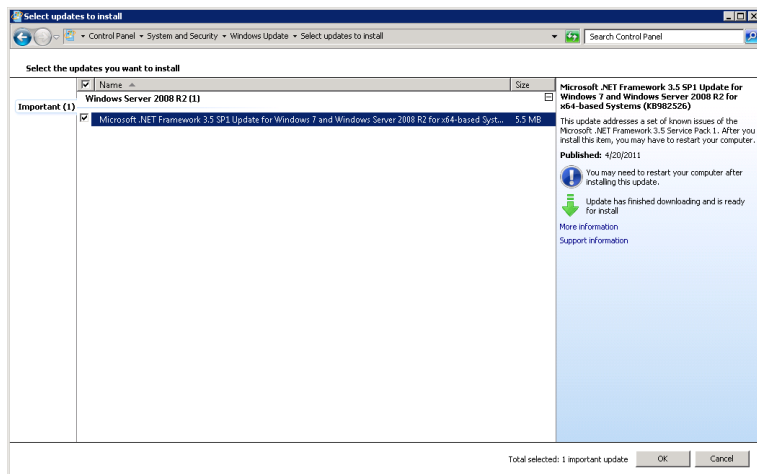 Select updates to install
Control Panel ▾ System and Security ▾ Windows Update ▾ Select updates to install
Search Control Panel
Select the updates you want to install
Name
Size
Important (1)
Windows Server 2008 R2 (1)
Microsoft .NET Framework 3.5 SP1 Update for Windows 7 and Windows Server 2008 R2 for x64-based Syst...
5.5 MB
Microsoft .NET Framework 3.5 SP1 Update for
Windows 7 and Windows Server 2008 R2 for
x64-based Systems (KB982526)
This update addresses a set of known issues of the
Microsoft .NET Framework 3.5 Service Pack 1. After you
install this item, you may have to restart your computer.
Published: 4/20/2011
You may need to restart your computer after
installing this update.
Update has finished downloading and is ready
for install
More information
Support information
Total selected: 1 important update
OK
Cancel